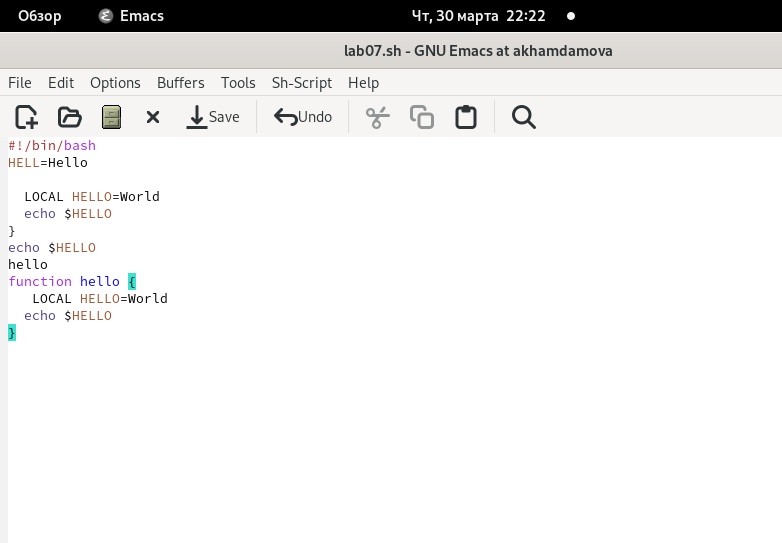 Обзор Emacs Чт, 30 марта 22:22
lab07.sh - GNU Emacs at akhamdamova
File Edit Options Buffers Tools Sh-Script Help
Save Undo
#!/bin/bash
HELL=Hello
LOCAL HELLO=World
echo $HELLO
}
echo $HELLO
hello
function hello {
LOCAL HELLO=World
echo $HELLO
}